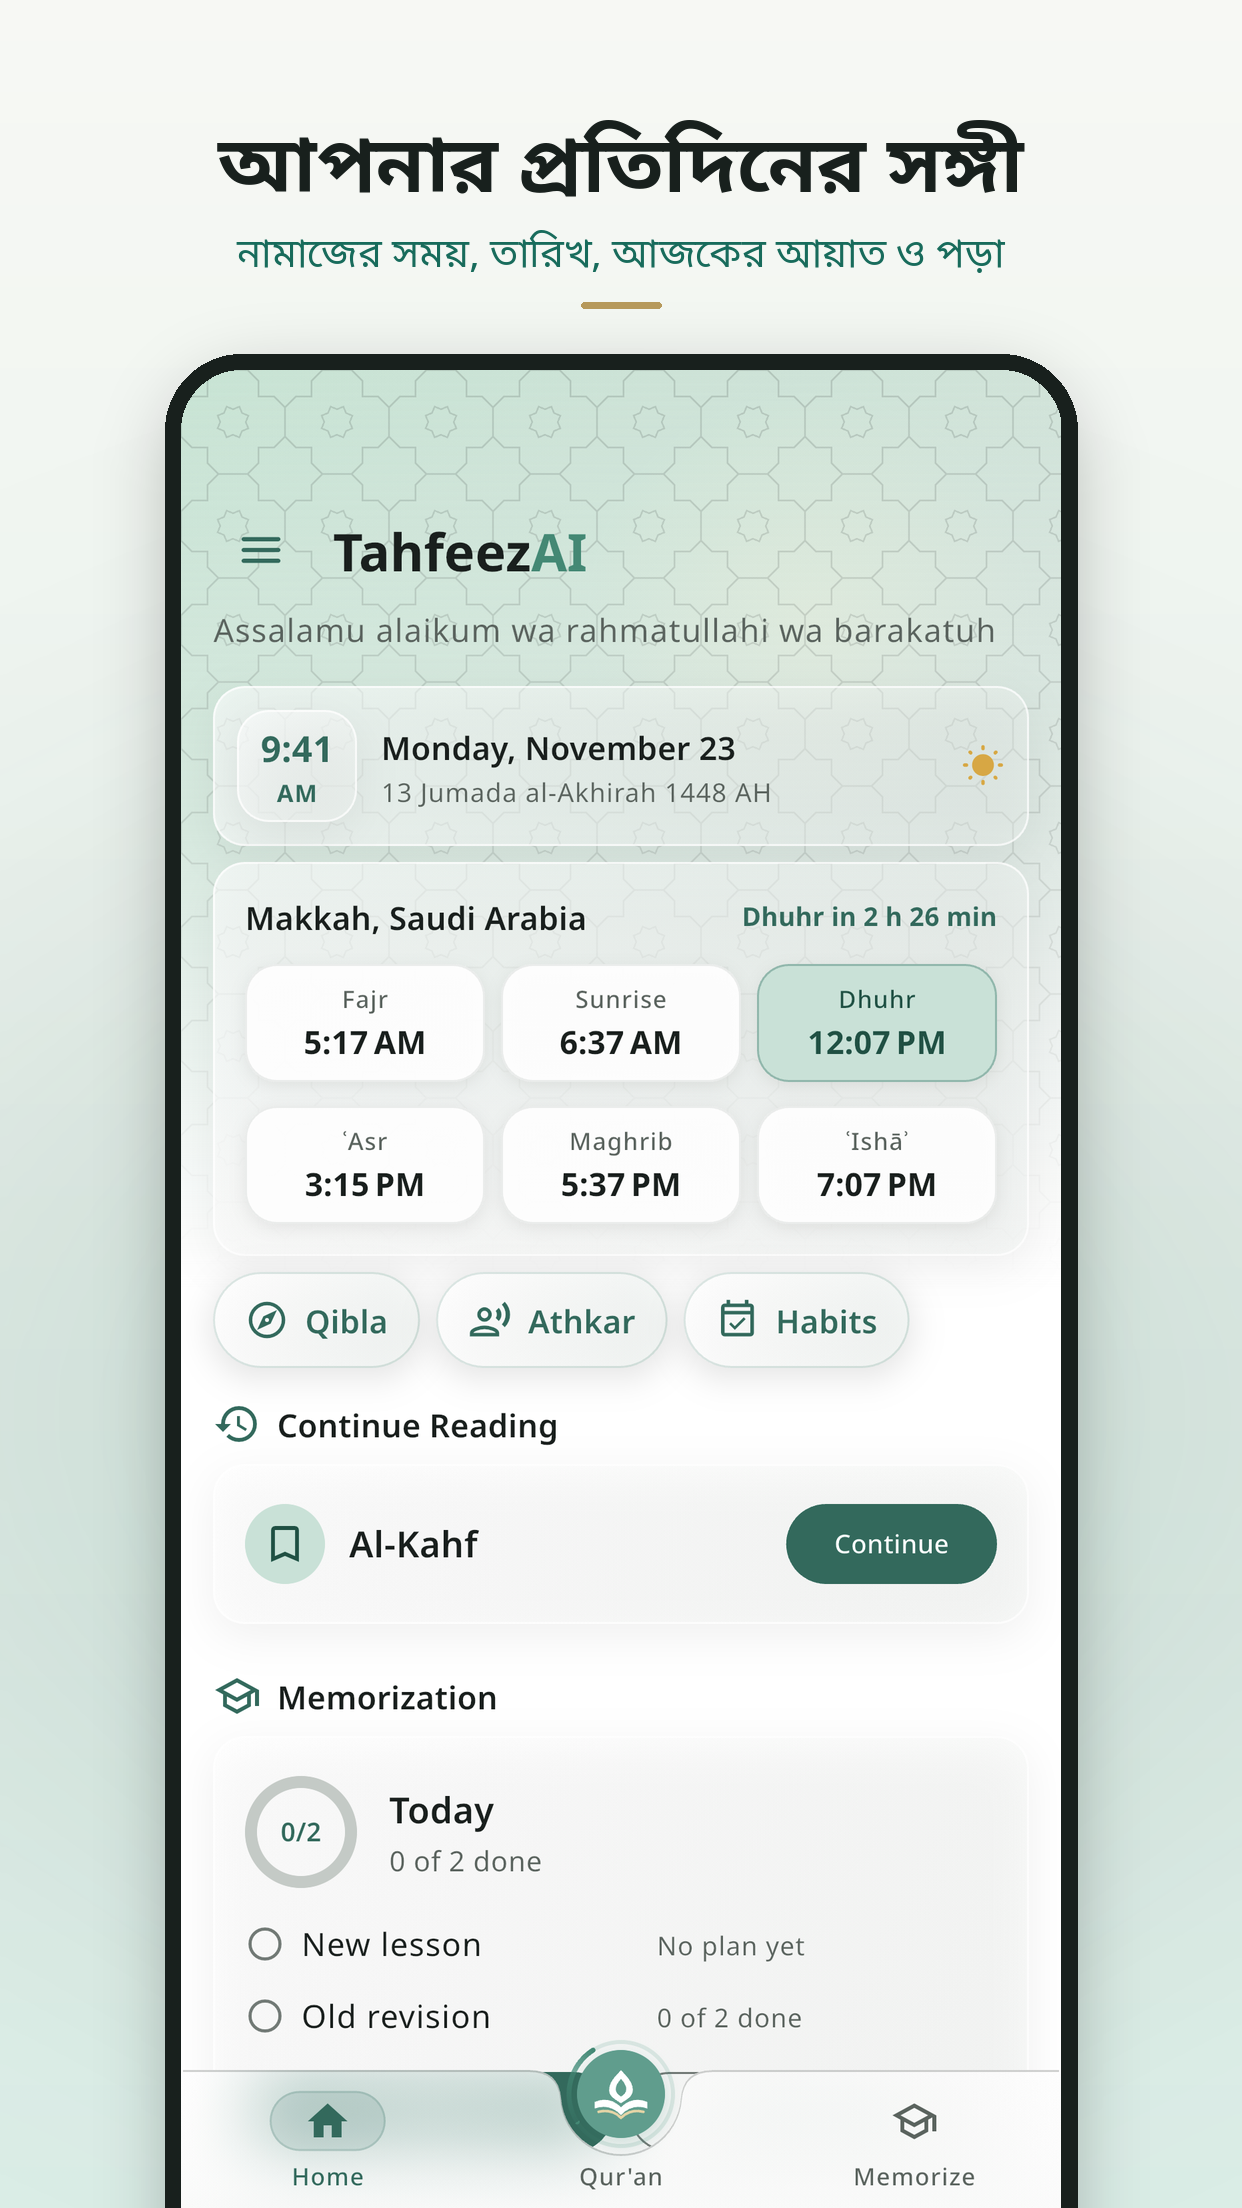 আপনার প্রতিদিনের সঙ্গী
নামাজের সময়, তারিখ, আজকের আয়াত ও পড়া
TahfeezAI
Assalamu alaikum wa rahmatullahi wa barakatuh
9:41
AM
Monday, November 23
13 Jumada al-Akhirah 1448 AH
Makkah, Saudi Arabia
Dhuhr in 2 h 26 min
Fajr
5:17 AM
Sunrise
6:37 AM
Dhuhr
12:07 PM
ʿAsr
3:15 PM
Maghrib
5:37 PM
ʿIshāʾ
7:07 PM
Qibla
Athkar
Habits
Continue Reading
Al-Kahf
Continue
Memorization
0/2
Today
0 of 2 done
New lesson
No plan yet
Old revision
0 of 2 done
Home
Qur'an
Memorize